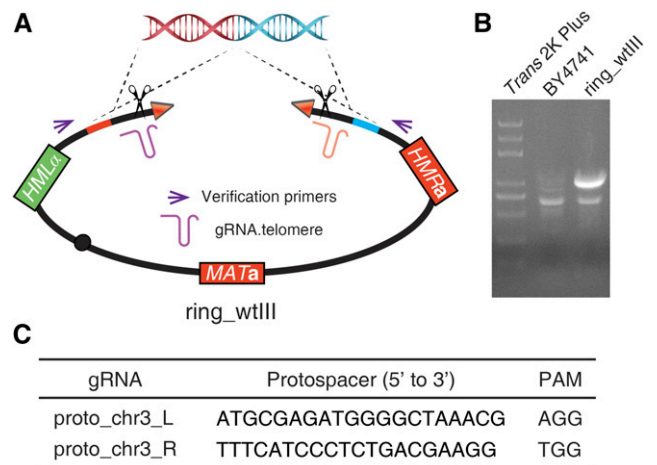 A
HMLα
HMRa
Verification primers
gRNA.telomere
MATa
ring_wtIII
B
Trans 2K Plus
BY4741
ring_wtIII
C
gRNA Protospacer (5' to 3') PAM
proto_chr3_L ATGCGAGATGGGGCTAAACG AGG
proto_chr3_R TTTCATCCCTCTGACGAAGG TGG